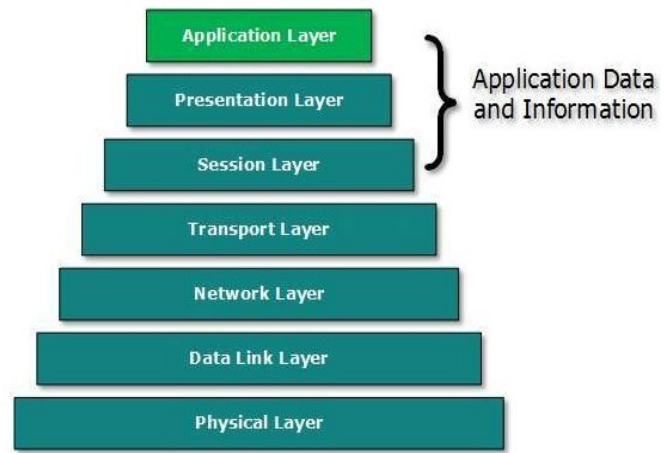 Application Layer
Presentation Layer
Session Layer
Transport Layer
Network Layer
Data Link Layer
Physical Layer
Application Data
and Information